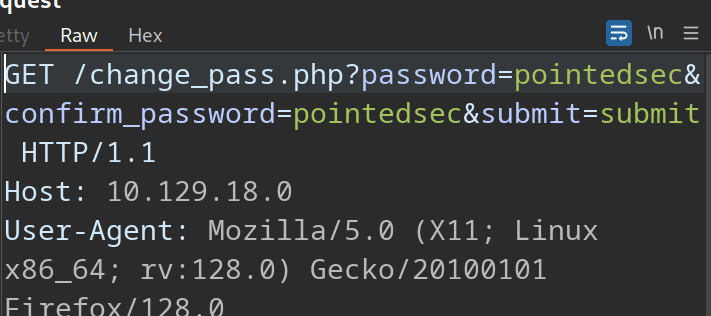 quest
etty Raw Hex \n
GET /change_pass.php?password=pointedsec&
confirm_password=pointedsec&submit=submit
HTTP/1.1
Host: 10.129.18.0
User-Agent: Mozilla/5.0 (X11; Linux
x86_64; rv:128.0) Gecko/20100101
Firefox/128.0